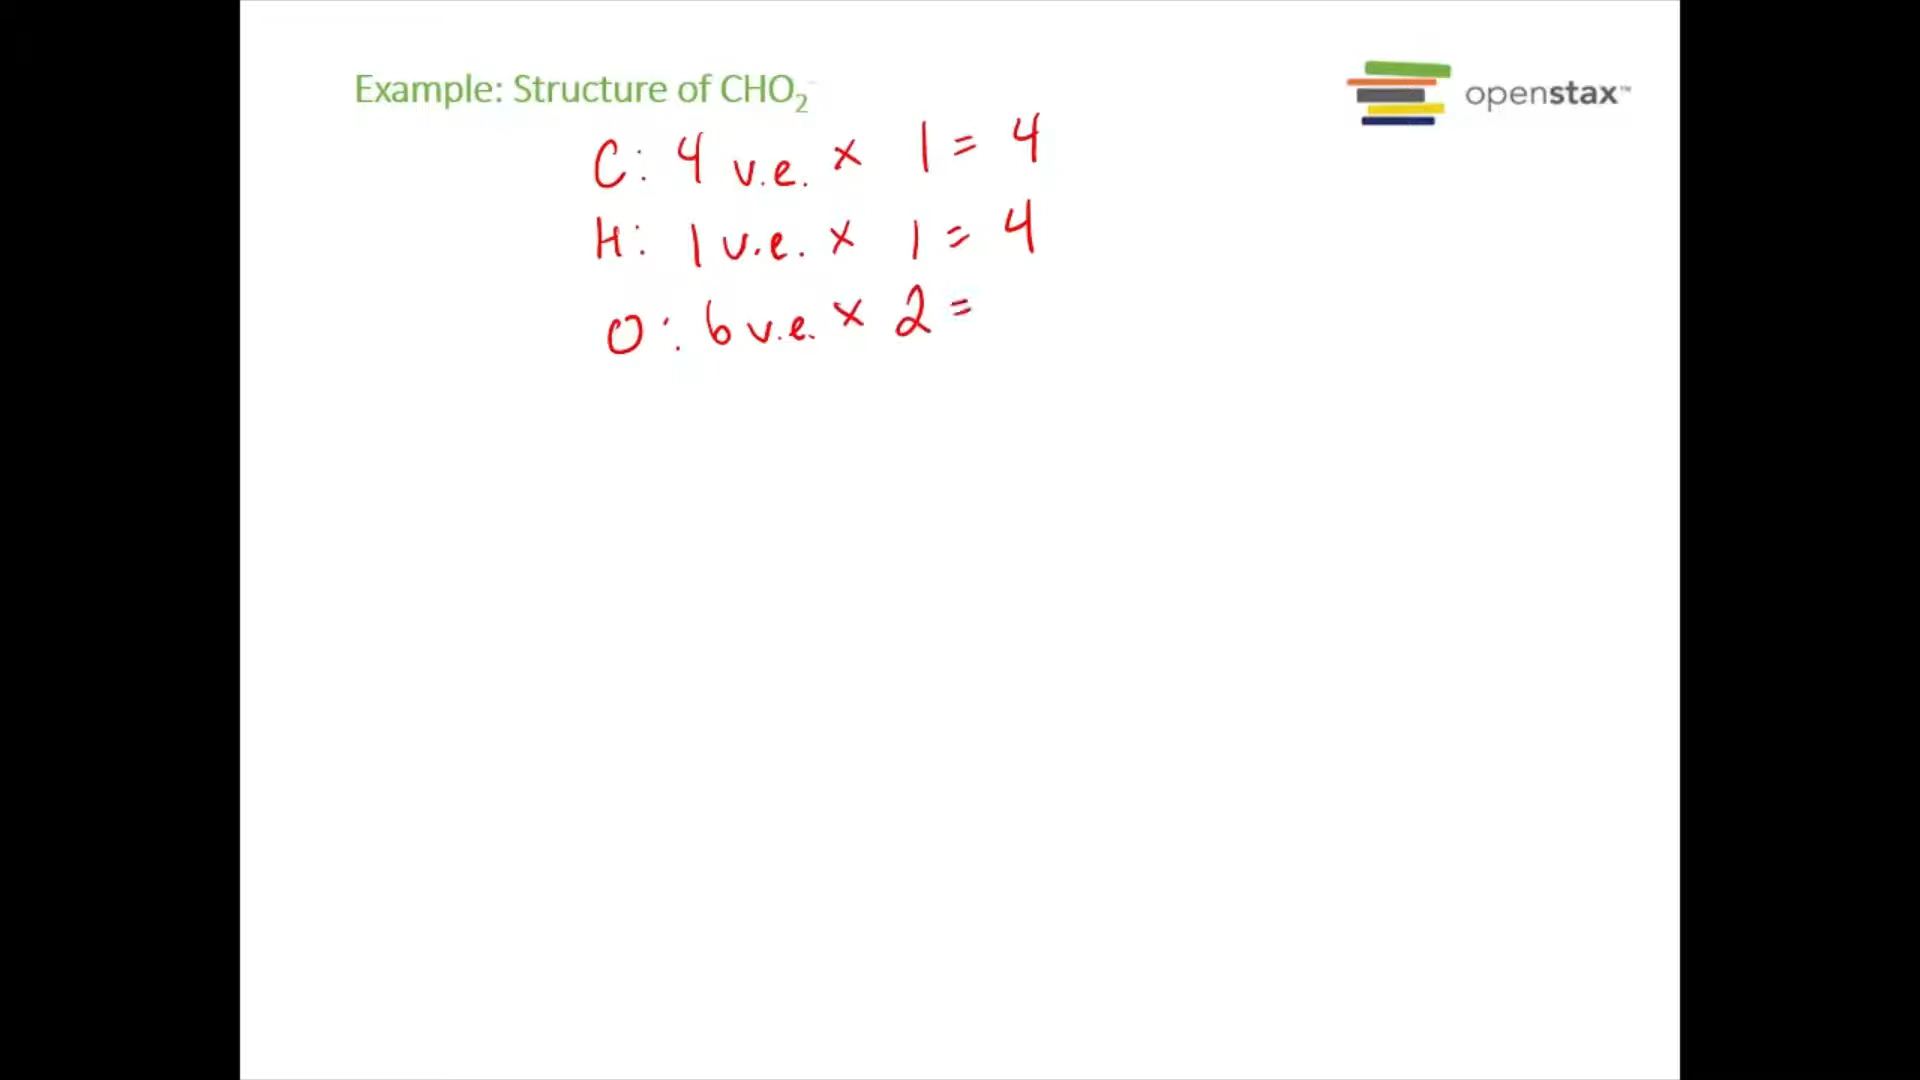 Example: Structure of CHO₂⁻
openstax™
C: 4 v.e. x 1 = 4
H: 1 v.e. x 1 = 4
O: 6 v.e. x 2 =